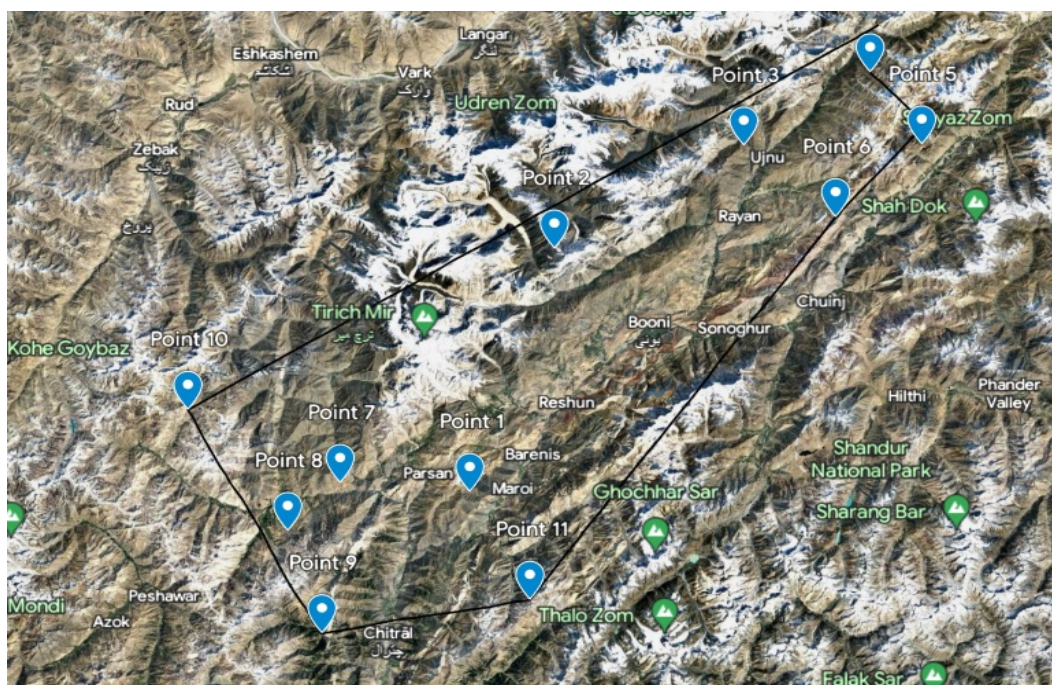 Langar
لنگر
Eshkashem
اشکاشم
Vark
وارک
Point 3
Point 5
Rud
Udren Zom
Zom
Zebak
Ujnu
Point 6
Point 2
Rayan
Shah Dok
Chuinj
Tirich Mir
ترچ میر
Booni
بونی
Sonoghur
Kohe Goybaz
Point 10
Reshun
Hilthi
Phander
Valley
Point 7
Point 1
Point 8
Parsan
Barenis
Maroi
Shandur
National Park
Ghochhar Sar
Sharang Bar
Point 11
Point 9
Mondi
Peshawar
Azok
Thalo Zom
Chitrāl
چترال
Falak Sar